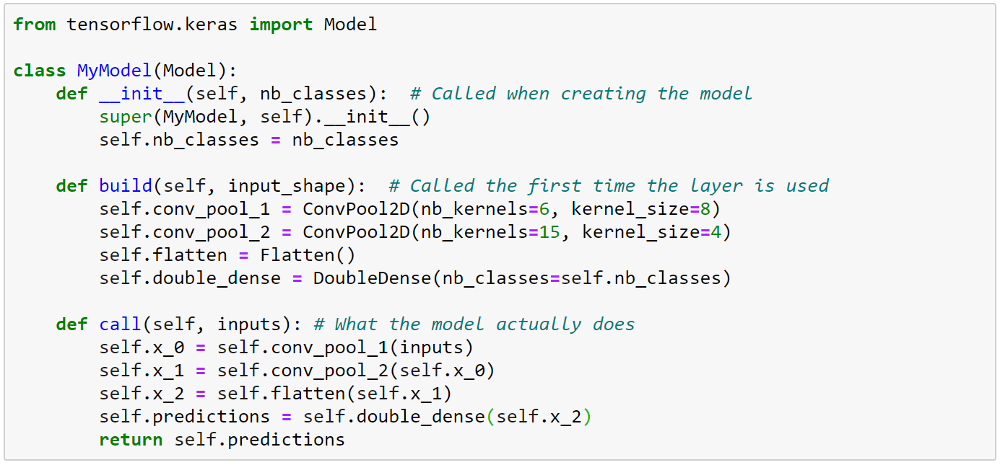 from tensorflow.keras import Model

class MyModel(Model):
    def __init__(self, nb_classes):  # Called when creating the model
        super(MyModel, self).__init__()
        self.nb_classes = nb_classes

    def build(self, input_shape):  # Called the first time the layer is used
        self.conv_pool_1 = ConvPool2D(nb_kernels=6, kernel_size=8)
        self.conv_pool_2 = ConvPool2D(nb_kernels=15, kernel_size=4)
        self.flatten = Flatten()
        self.double_dense = DoubleDense(nb_classes=self.nb_classes)

    def call(self, inputs): # What the model actually does
        self.x_0 = self.conv_pool_1(inputs)
        self.x_1 = self.conv_pool_2(self.x_0)
        self.x_2 = self.flatten(self.x_1)
        self.predictions = self.double_dense(self.x_2)
        return self.predictions